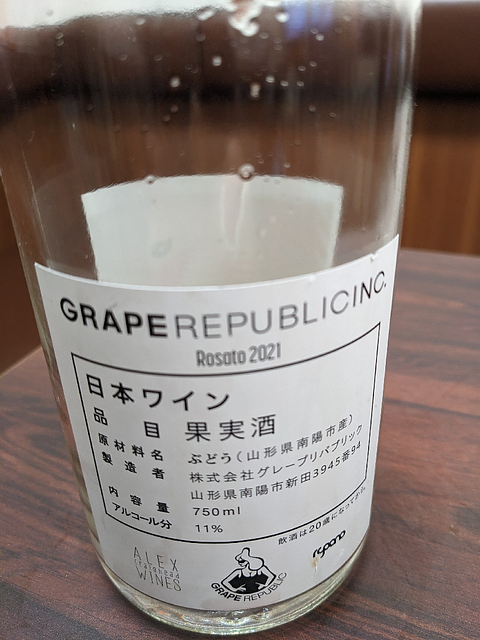 GRAPEREPUBLICINC.
Rosato 2021
日本ワイン
品目 果実酒
原材料名 ぶどう(山形県南陽市産)
製造者 株式会社グレープリパブリック
山形県南陽市新田3945番94
内容量 750ml
アルコール分 11%
飲酒は20歳になってから。
ALEX
WINES
GRAPE REPUBLIC